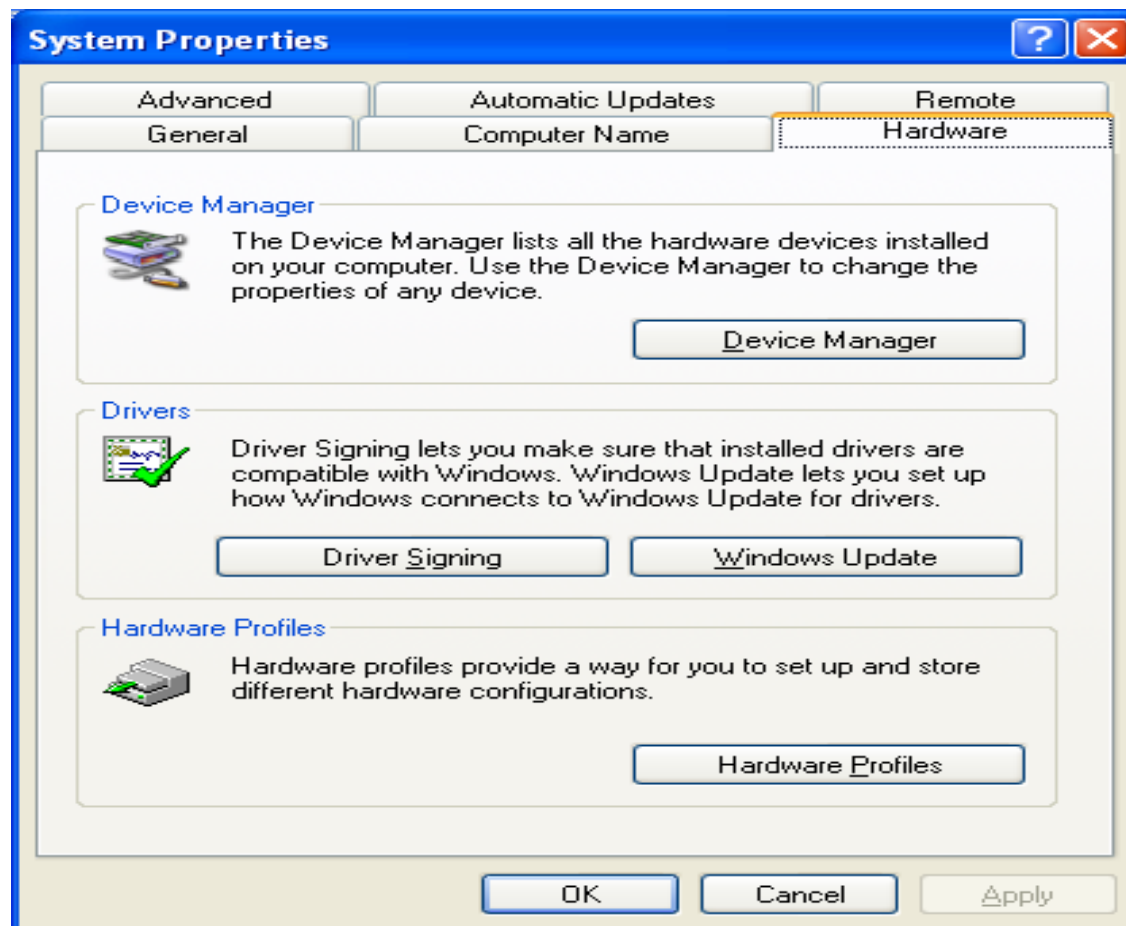 System Properties
Advanced Automatic Updates Remote
General Computer Name Hardware
Device Manager
The Device Manager lists all the hardware devices installed
on your computer. Use the Device Manager to change the
properties of any device.
Device Manager
Drivers
Driver Signing lets you make sure that installed drivers are
compatible with Windows. Windows Update lets you set up
how Windows connects to Windows Update for drivers.
Driver Signing Windows Update
Hardware Profiles
Hardware profiles provide a way for you to set up and store
different hardware configurations.
Hardware Profiles
OK Cancel Apply